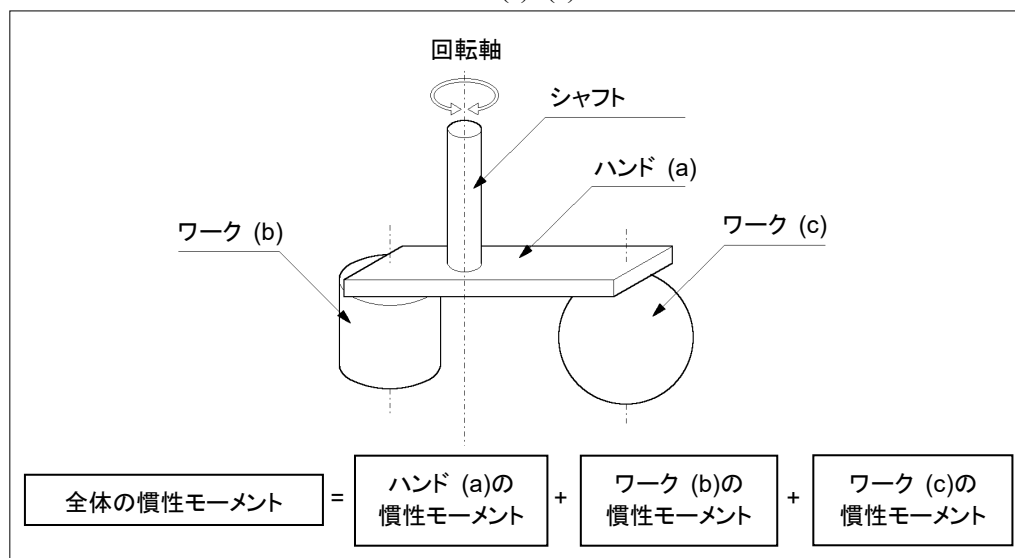 回転軸
シャフト
ハンド (a)
ワーク (b)
ワーク (c)
全体の慣性モーメント = ハンド (a)の 慣性モーメント + ワーク (b)の 慣性モーメント + ワーク (c)の 慣性モーメント